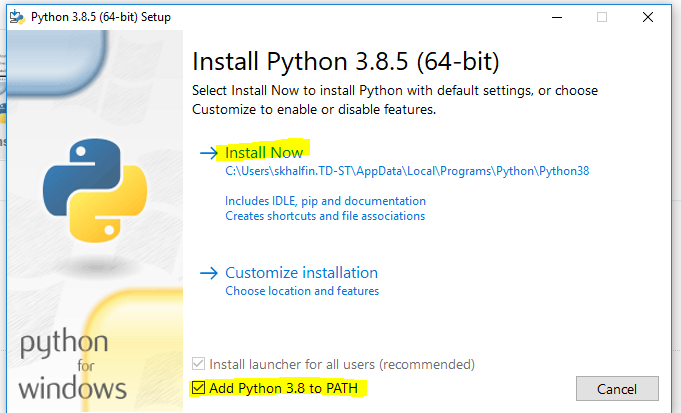 Python 3.8.5 (64-bit) Setup
Install Python 3.8.5 (64-bit)
Select Install Now to install Python with default settings, or choose
Customize to enable or disable features.
Install Now
C:\Users\skhalfin.TD-ST\AppData\Local\Programs\Python\Python38
Includes IDLE, pip and documentation
Creates shortcuts and file associations
Customize installation
Choose location and features
python
for
windows
Install launcher for all users (recommended)
Add Python 3.8 to PATH
Cancel